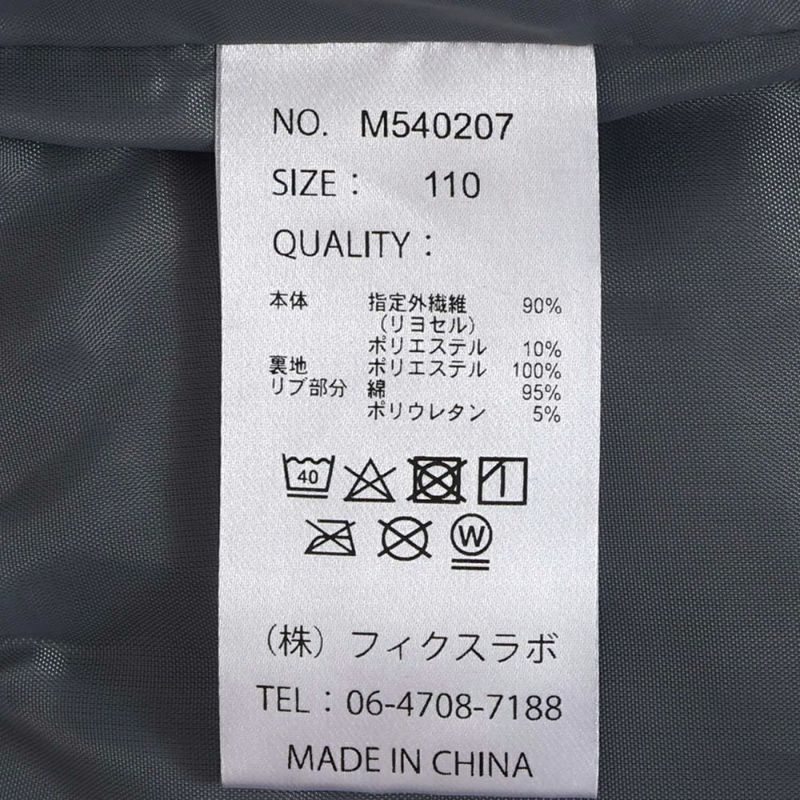 NO. M540207
SIZE : 110
QUALITY :
本体 指定外繊維 90%
(リヨセル)
ポリエステル 10%
裏地 ポリエステル 100%
リブ部分 綿 95%
ポリウレタン 5%
40
W
(株) フィクスラボ
TEL : 06-4708-7188
MADE IN CHINA